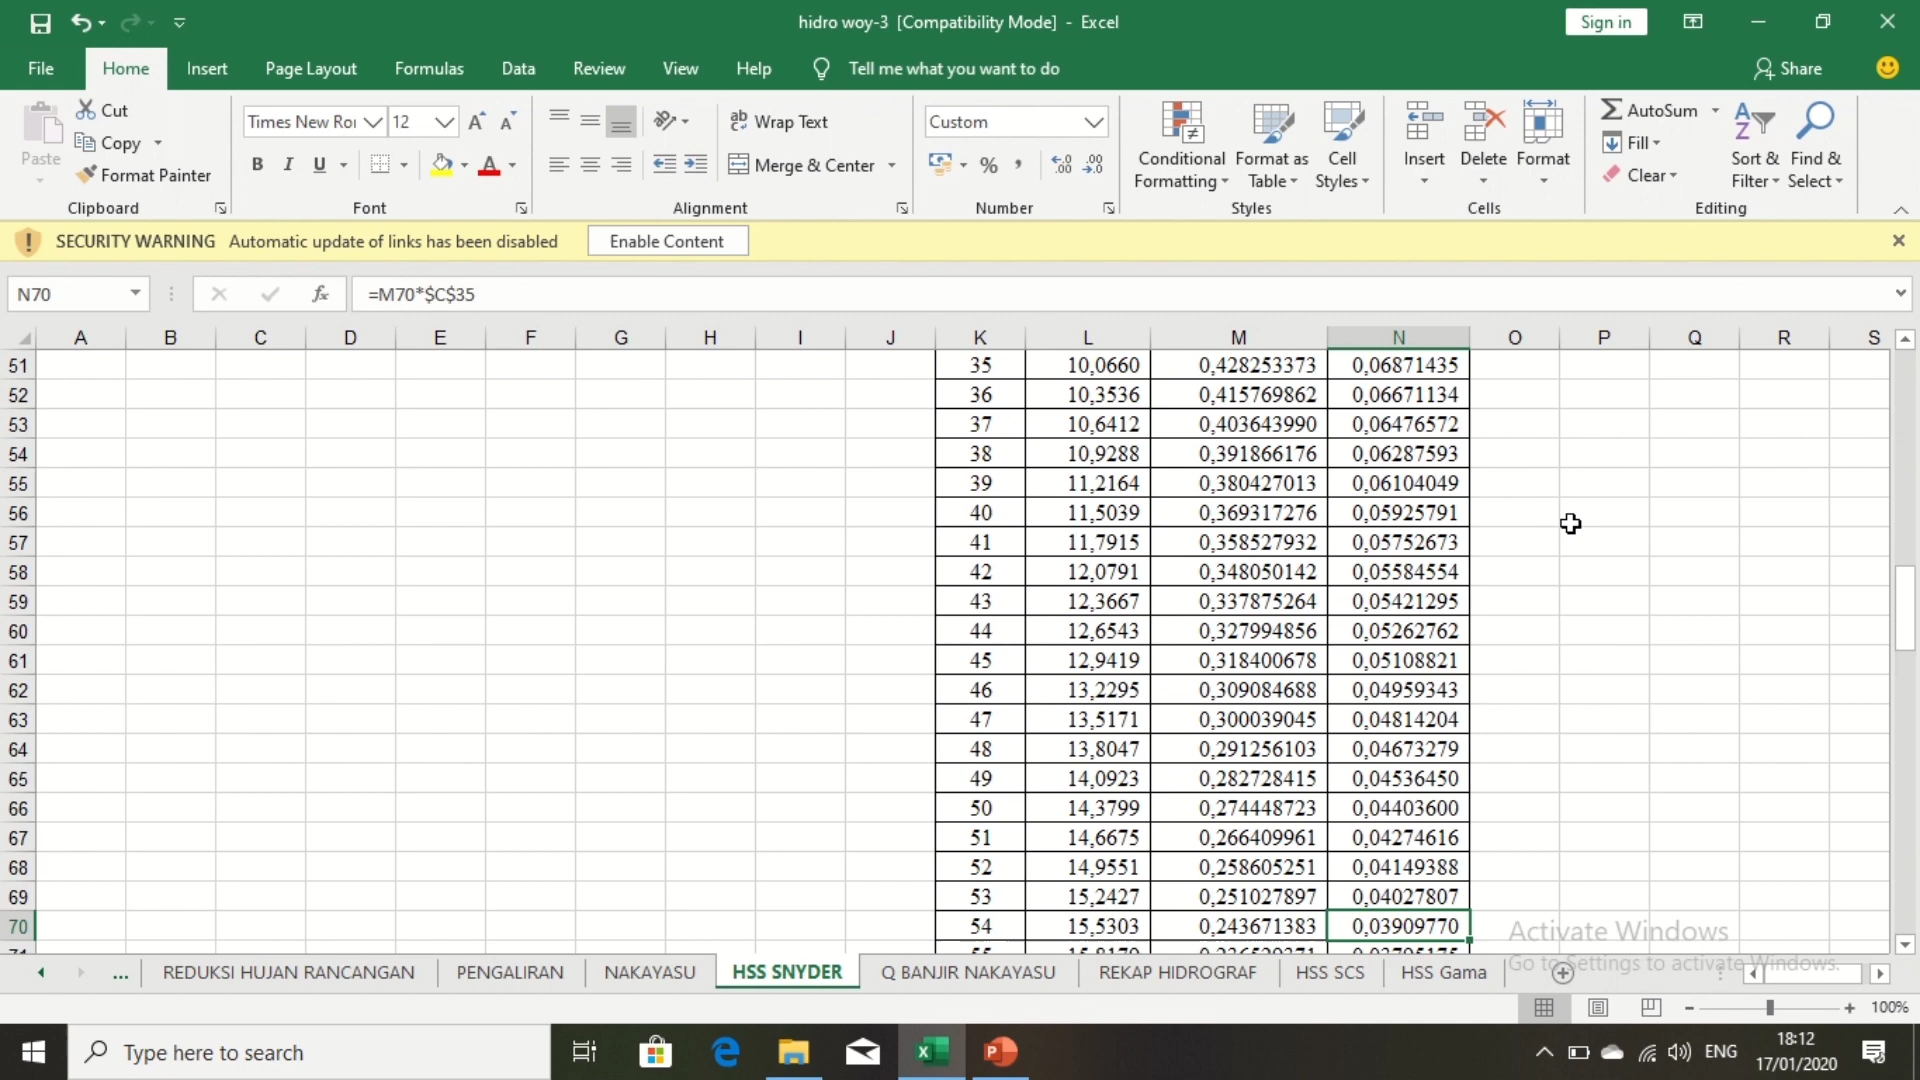 hidro woy-3 [Compatibility Mode] - Excel
Sign in
File Home Insert Page Layout Formulas Data Review View Help Tell me what you want to do Share
Paste Cut Copy Format Painter Clipboard
Times New Roi 12 B I U A Font
Wrap Text Merge & Center Alignment
Custom % Number
Conditional Formatting Format as Table Cell Styles Styles
Insert Delete Format Cells
AutoSum Fill Clear Sort & Filter Find & Select Editing
SECURITY WARNING Automatic update of links has been disabled Enable Content
N70 fx =M70*$C$35
A B C D E F G H I J K L M N O P Q R S
51 35 10,0660 0,428253373 0,06871435
52 36 10,3536 0,415769862 0,06671134
53 37 10,6412 0,403643990 0,06476572
54 38 10,9288 0,391866176 0,06287593
55 39 11,2164 0,380427013 0,06104049
56 40 11,5039 0,369317276 0,05925791
57 41 11,7915 0,358527932 0,05752673
58 42 12,0791 0,348050142 0,05584554
59 43 12,3667 0,337875264 0,05421295
60 44 12,6543 0,327994856 0,05262762
61 45 12,9419 0,318400678 0,05108821
62 46 13,2295 0,309084688 0,04959343
63 47 13,5171 0,300039045 0,04814204
64 48 13,8047 0,291256103 0,04673279
65 49 14,0923 0,282728415 0,04536450
66 50 14,3799 0,274448723 0,04403600
67 51 14,6675 0,266409961 0,04274616
68 52 14,9551 0,258605251 0,04149388
69 53 15,2427 0,251027897 0,04027807
70 54 15,5303 0,243671383 0,03909770
Activate Windows
Go to Settings to activate Windows.
... REDUKSI HUJAN RANCANGAN PENGALIRAN NAKAYASU HSS SNYDER Q BANJIR NAKAYASU REKAP HIDROGRAF HSS SCS HSS Gama
100%
Type here to search
ENG
18:12
17/01/2020